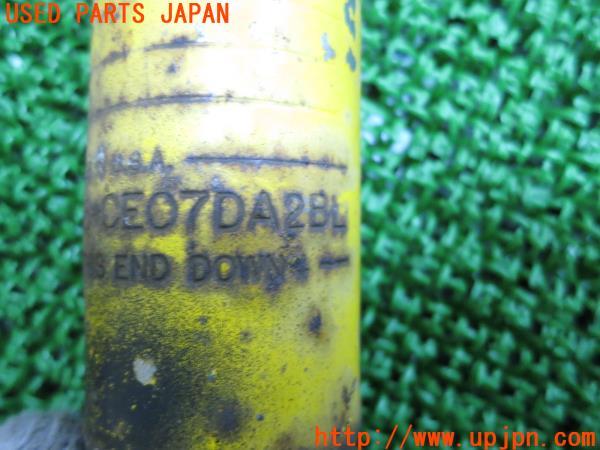 USED PARTS JAPAN
U.S.A.
CE07DA2BL
END DOWN
http://www.upjpn.com